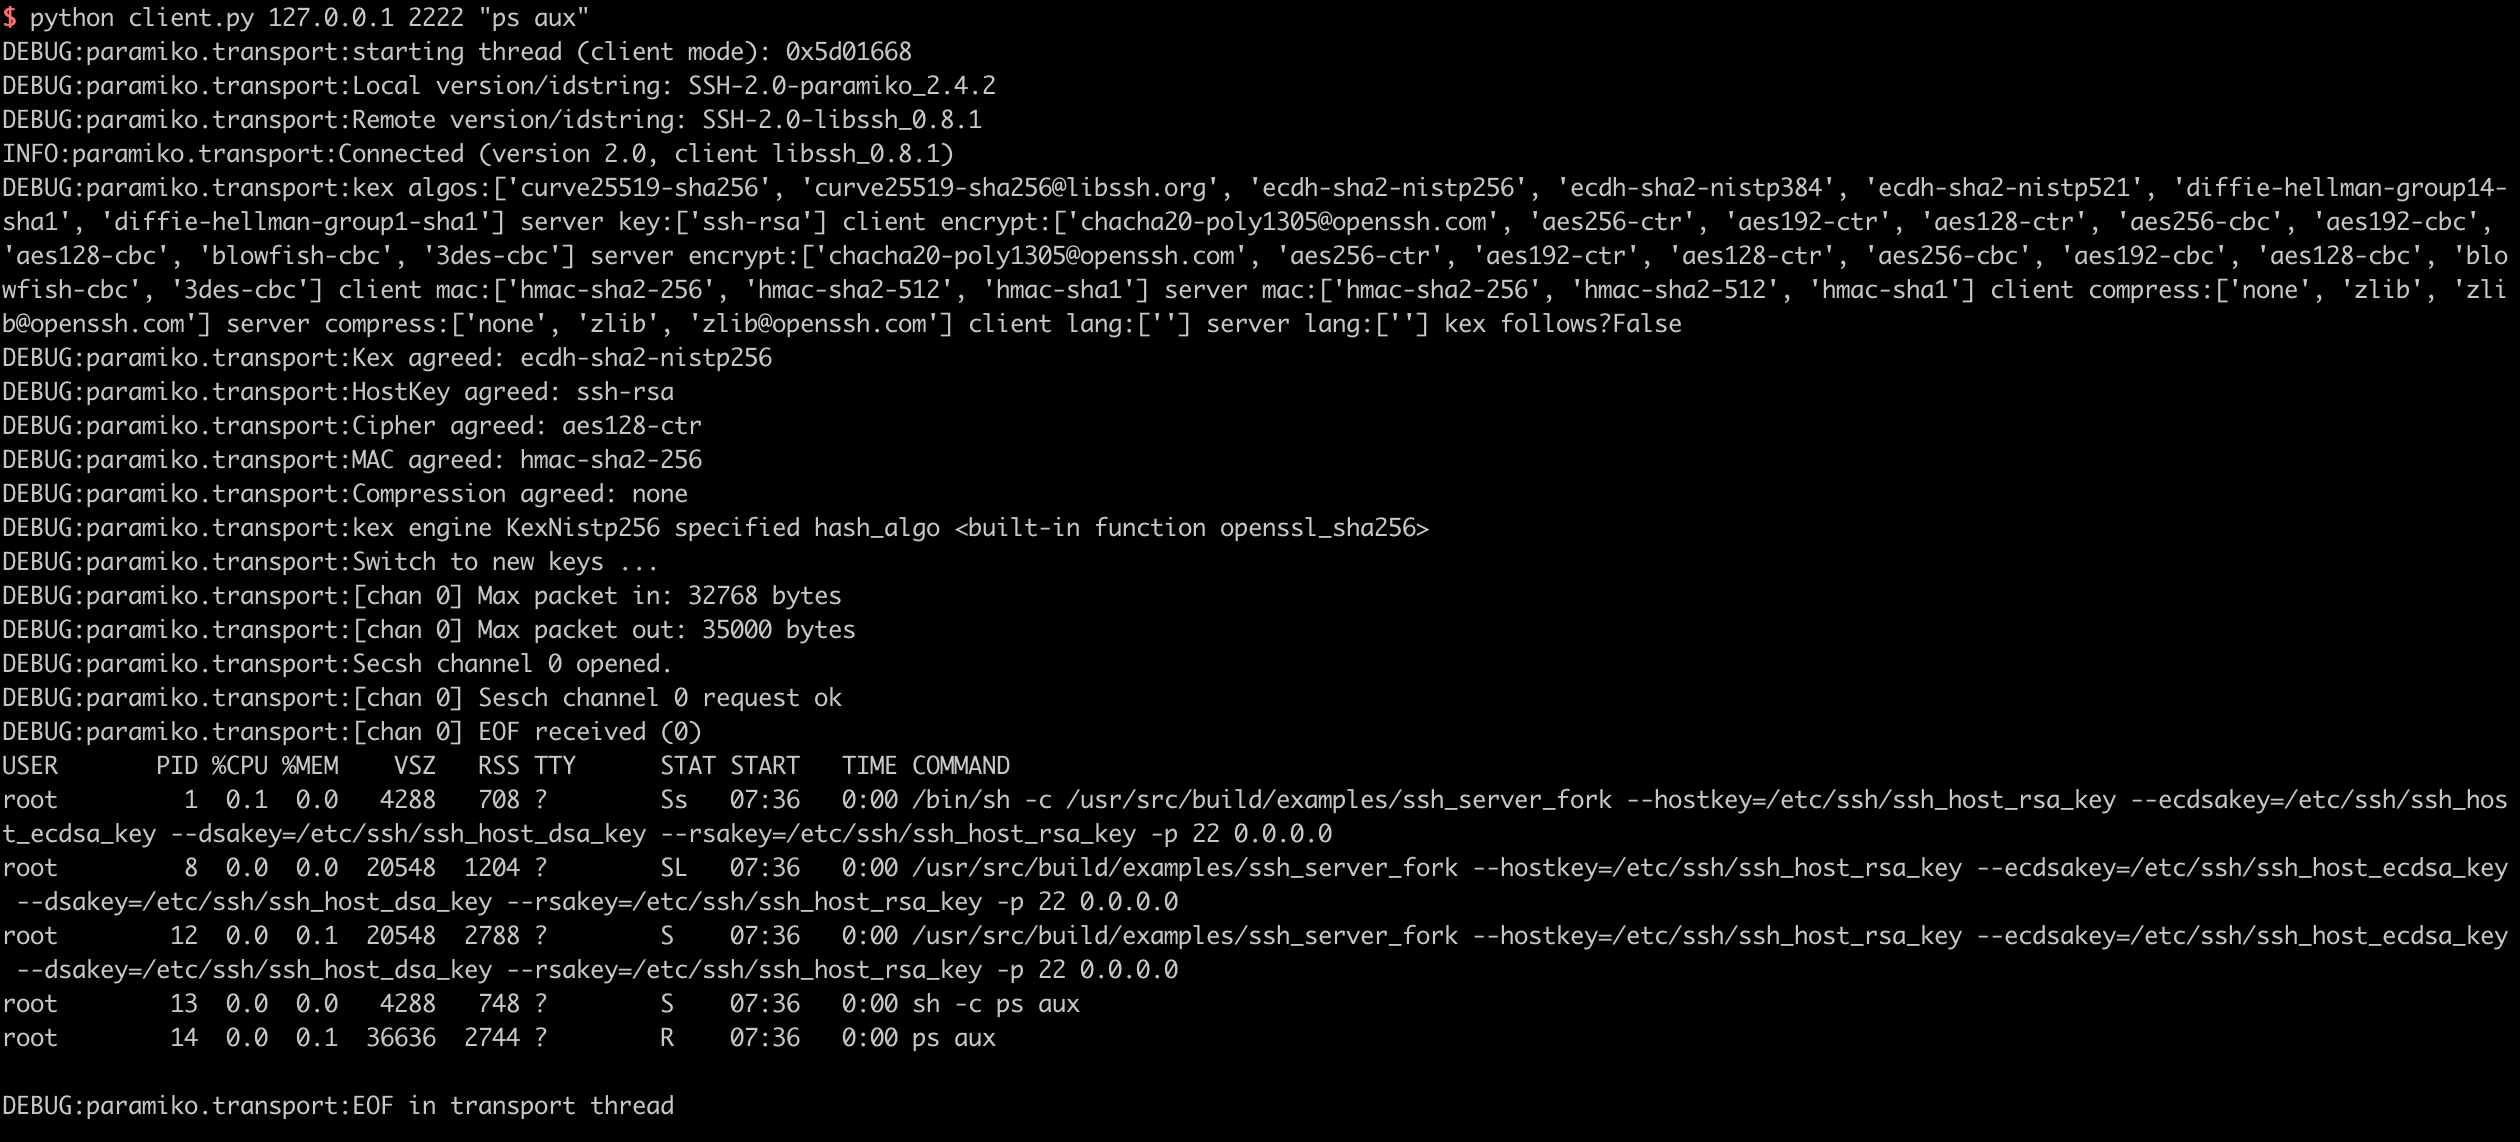 $ python client.py 127.0.0.1 2222 "ps aux"
DEBUG:paramiko.transport:starting thread (client mode): 0x5d01668
DEBUG:paramiko.transport:Local version/idstring: SSH-2.0-paramiko_2.4.2
DEBUG:paramiko.transport:Remote version/idstring: SSH-2.0-libssh_0.8.1
INFO:paramiko.transport:Connected (version 2.0, client libssh_0.8.1)
DEBUG:paramiko.transport:kex algos:['curve25519-sha256', 'curve25519-sha256@libssh.org', 'ecdh-sha2-nistp256', 'ecdh-sha2-nistp384', 'ecdh-sha2-nistp521', 'diffie-hellman-group14-
sha1', 'diffie-hellman-group1-sha1'] server key:['ssh-rsa'] client encrypt:['chacha20-poly1305@openssh.com', 'aes256-ctr', 'aes192-ctr', 'aes128-ctr', 'aes256-cbc', 'aes192-cbc',
'aes128-cbc', 'blowfish-cbc', '3des-cbc'] server encrypt:['chacha20-poly1305@openssh.com', 'aes256-ctr', 'aes192-ctr', 'aes128-ctr', 'aes256-cbc', 'aes192-cbc', 'aes128-cbc', 'blo
wfish-cbc', '3des-cbc'] client mac:['hmac-sha2-256', 'hmac-sha2-512', 'hmac-sha1'] server mac:['hmac-sha2-256', 'hmac-sha2-512', 'hmac-sha1'] client compress:['none', 'zlib', 'zli
b@openssh.com'] server compress:['none', 'zlib', 'zlib@openssh.com'] client lang:[''] server lang:[''] kex follows?False
DEBUG:paramiko.transport:Kex agreed: ecdh-sha2-nistp256
DEBUG:paramiko.transport:HostKey agreed: ssh-rsa
DEBUG:paramiko.transport:Cipher agreed: aes128-ctr
DEBUG:paramiko.transport:MAC agreed: hmac-sha2-256
DEBUG:paramiko.transport:Compression agreed: none
DEBUG:paramiko.transport:kex engine KexNistp256 specified hash_algo <built-in function openssl_sha256>
DEBUG:paramiko.transport:Switch to new keys ...
DEBUG:paramiko.transport:[chan 0] Max packet in: 32768 bytes
DEBUG:paramiko.transport:[chan 0] Max packet out: 35000 bytes
DEBUG:paramiko.transport:Secsh channel 0 opened.
DEBUG:paramiko.transport:[chan 0] Sesch channel 0 request ok
DEBUG:paramiko.transport:[chan 0] EOF received (0)
USER       PID %CPU %MEM    VSZ   RSS TTY      STAT START   TIME COMMAND
root         1  0.1  0.0   4288   708 ?        Ss   07:36   0:00 /bin/sh -c /usr/src/build/examples/ssh_server_fork --hostkey=/etc/ssh/ssh_host_rsa_key --ecdsakey=/etc/ssh/ssh_hos
t_ecdsa_key --dsakey=/etc/ssh/ssh_host_dsa_key --rsakey=/etc/ssh/ssh_host_rsa_key -p 22 0.0.0.0
root         8  0.0  0.0  20548  1204 ?        SL   07:36   0:00 /usr/src/build/examples/ssh_server_fork --hostkey=/etc/ssh/ssh_host_rsa_key --ecdsakey=/etc/ssh/ssh_host_ecdsa_key
 --dsakey=/etc/ssh/ssh_host_dsa_key --rsakey=/etc/ssh/ssh_host_rsa_key -p 22 0.0.0.0
root        12  0.0  0.1  20548  2788 ?        S    07:36   0:00 /usr/src/build/examples/ssh_server_fork --hostkey=/etc/ssh/ssh_host_rsa_key --ecdsakey=/etc/ssh/ssh_host_ecdsa_key
 --dsakey=/etc/ssh/ssh_host_dsa_key --rsakey=/etc/ssh/ssh_host_rsa_key -p 22 0.0.0.0
root        13  0.0  0.0   4288   748 ?        S    07:36   0:00 sh -c ps aux
root        14  0.0  0.1  36636  2744 ?        R    07:36   0:00 ps aux

DEBUG:paramiko.transport:EOF in transport thread